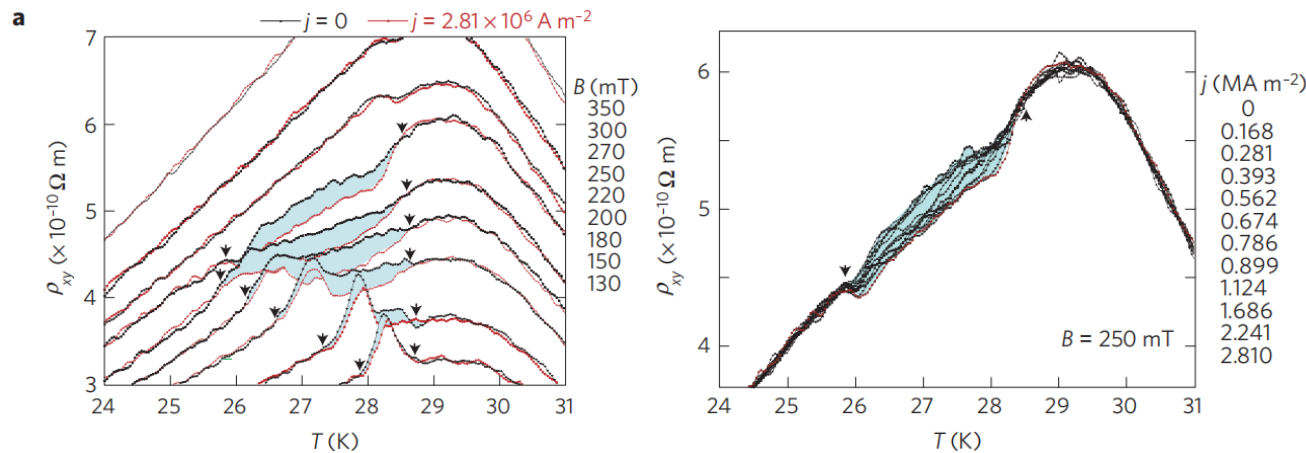 a
j = 0 j = 2.81 × 10⁶ A m⁻²
7
6
5
4
3
ρxy (× 10⁻¹⁰ Ω m)
24 25 26 27 28 29 30 31
T (K)
B (mT)
350
300
270
250
220
200
180
150
130
6
5
4
ρxy (× 10⁻¹⁰ Ω m)
B = 250 mT
24 25 26 27 28 29 30 31
T (K)
j (MA m⁻²)
0
0.168
0.281
0.393
0.562
0.674
0.786
0.899
1.124
1.686
2.241
2.810